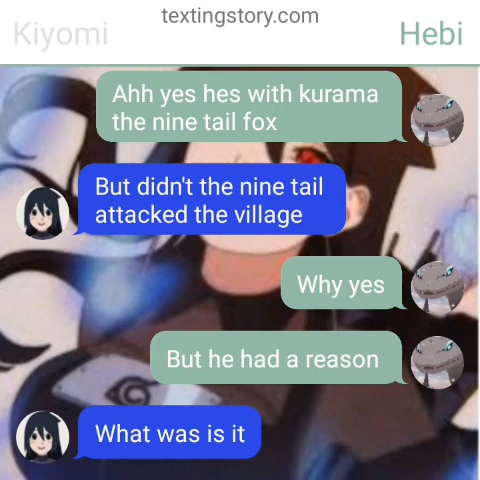 textingstory.com
Kiyomi
Hebi
Ahh yes hes with kurama
the nine tail fox
But didn't the nine tail
attacked the village
Why yes
But he had a reason
What was is it